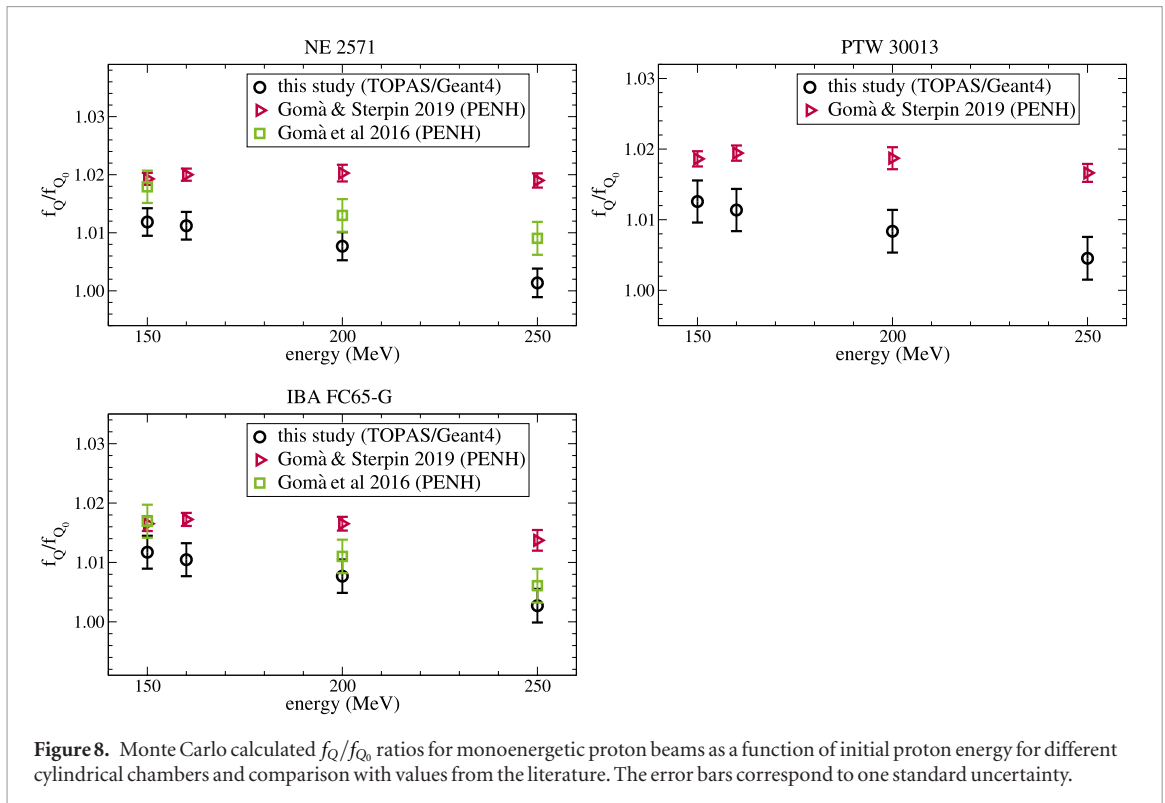 NE 2571
this study (TOPAS/Geant4)
Gomà & Sterpin 2019 (PENH)
Gomà et al 2016 (PENH)
1.03
1.02
1.01
1.00
f_Q/f_Q₀
150
200
250
energy (MeV)
PTW 30013
this study (TOPAS/Geant4)
Gomà & Sterpin 2019 (PENH)
1.03
1.02
1.01
1.00
f_Q/f_Q₀
150
200
250
energy (MeV)
IBA FC65-G
this study (TOPAS/Geant4)
Gomà & Sterpin 2019 (PENH)
Gomà et al 2016 (PENH)
1.03
1.02
1.01
1.00
f_Q/f_Q₀
150
200
250
energy (MeV)
Figure 8. Monte Carlo calculated f_Q/f_Q₀ ratios for monoenergetic proton beams as a function of initial proton energy for different
cylindrical chambers and comparison with values from the literature. The error bars correspond to one standard uncertainty.